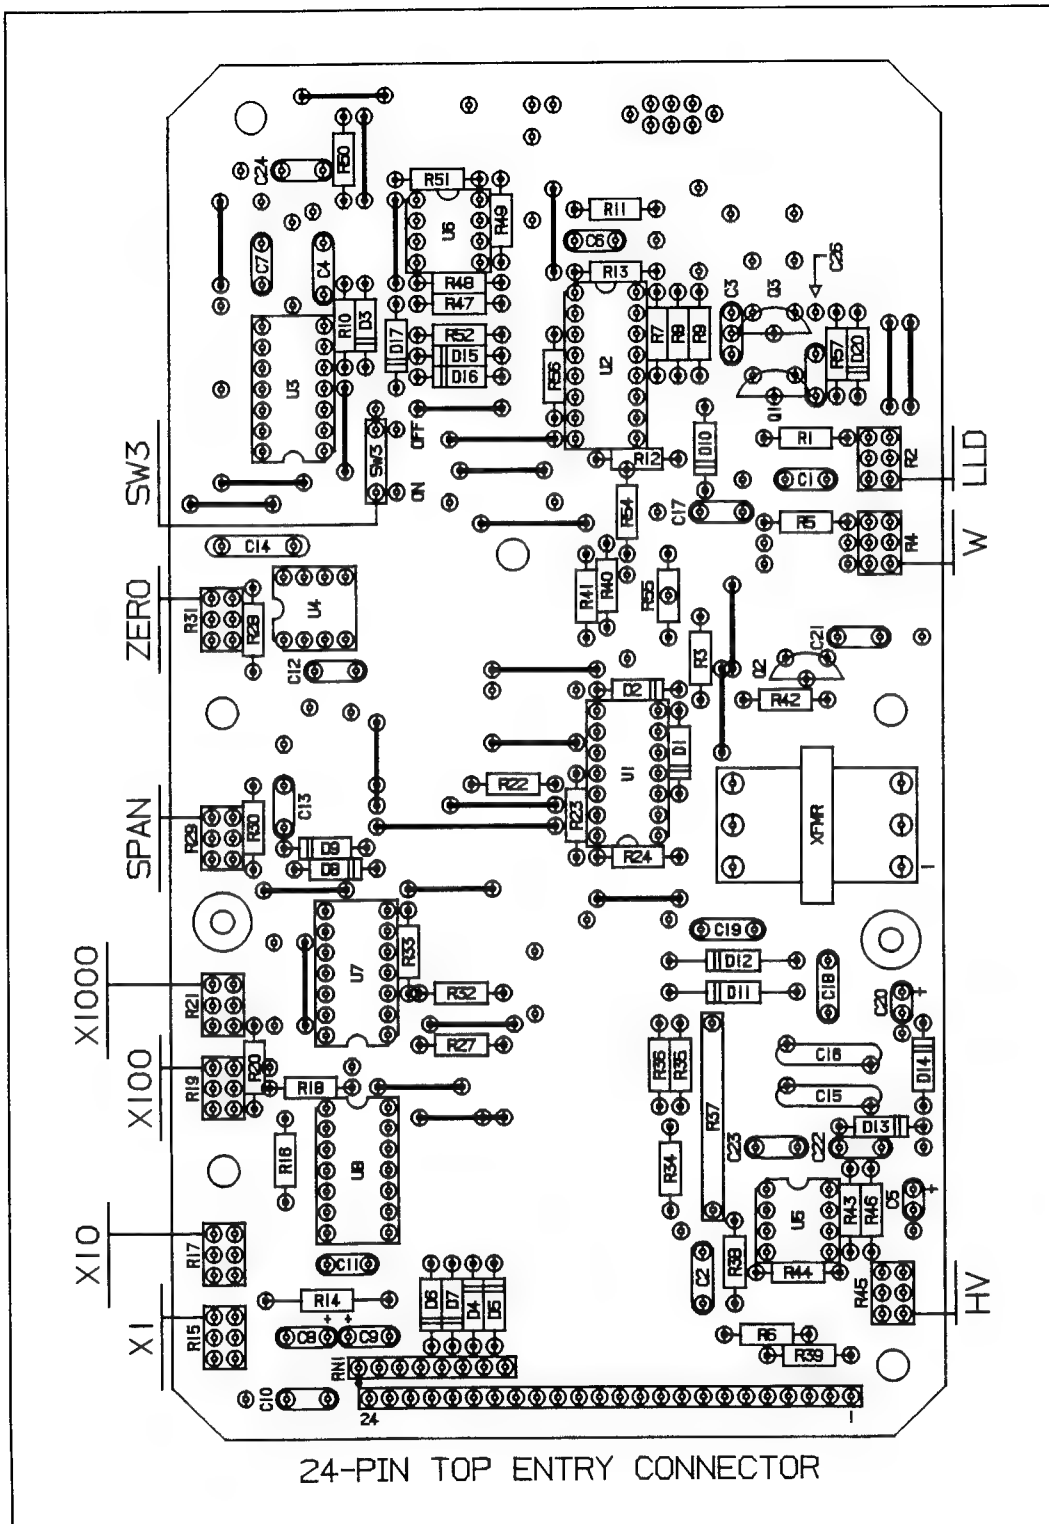 C24
R50
R51
U6
R49
R11
C6
R13
C7
C4
R48
R47
R10
D3
D17
R52
D15
D16
U3
R56
U2
R7
R8
R9
C3
Q3
C26
R57
D20
Q1
SW3
SW3
OFF
ON
R12
D10
R1
R2
C1
LLD
R54
C17
R5
R4
W
C14
ZERO
R31
R28
U4
C12
R41
R40
R55
R3
C21
Q2
R42
D2
U1
D1
SPAN
R29
R30
C13
D9
D8
R22
R23
R24
XFMR
1
X1000
R21
U7
R33
R32
R27
C19
D12
D11
C18
C20
+
X100
R19
R20
R18
R36
R35
R37
C16
C15
D14
D13
R16
U8
R34
C23
C22
X10
R17
C11
U5
R43
R46
C5
+
C2
R38
R44
R45
HV
X1
R15
R14
C8
+
+
C9
D6
D7
D4
D5
R6
R39
RN1
C10
24
1
24-PIN TOP ENTRY CONNECTOR